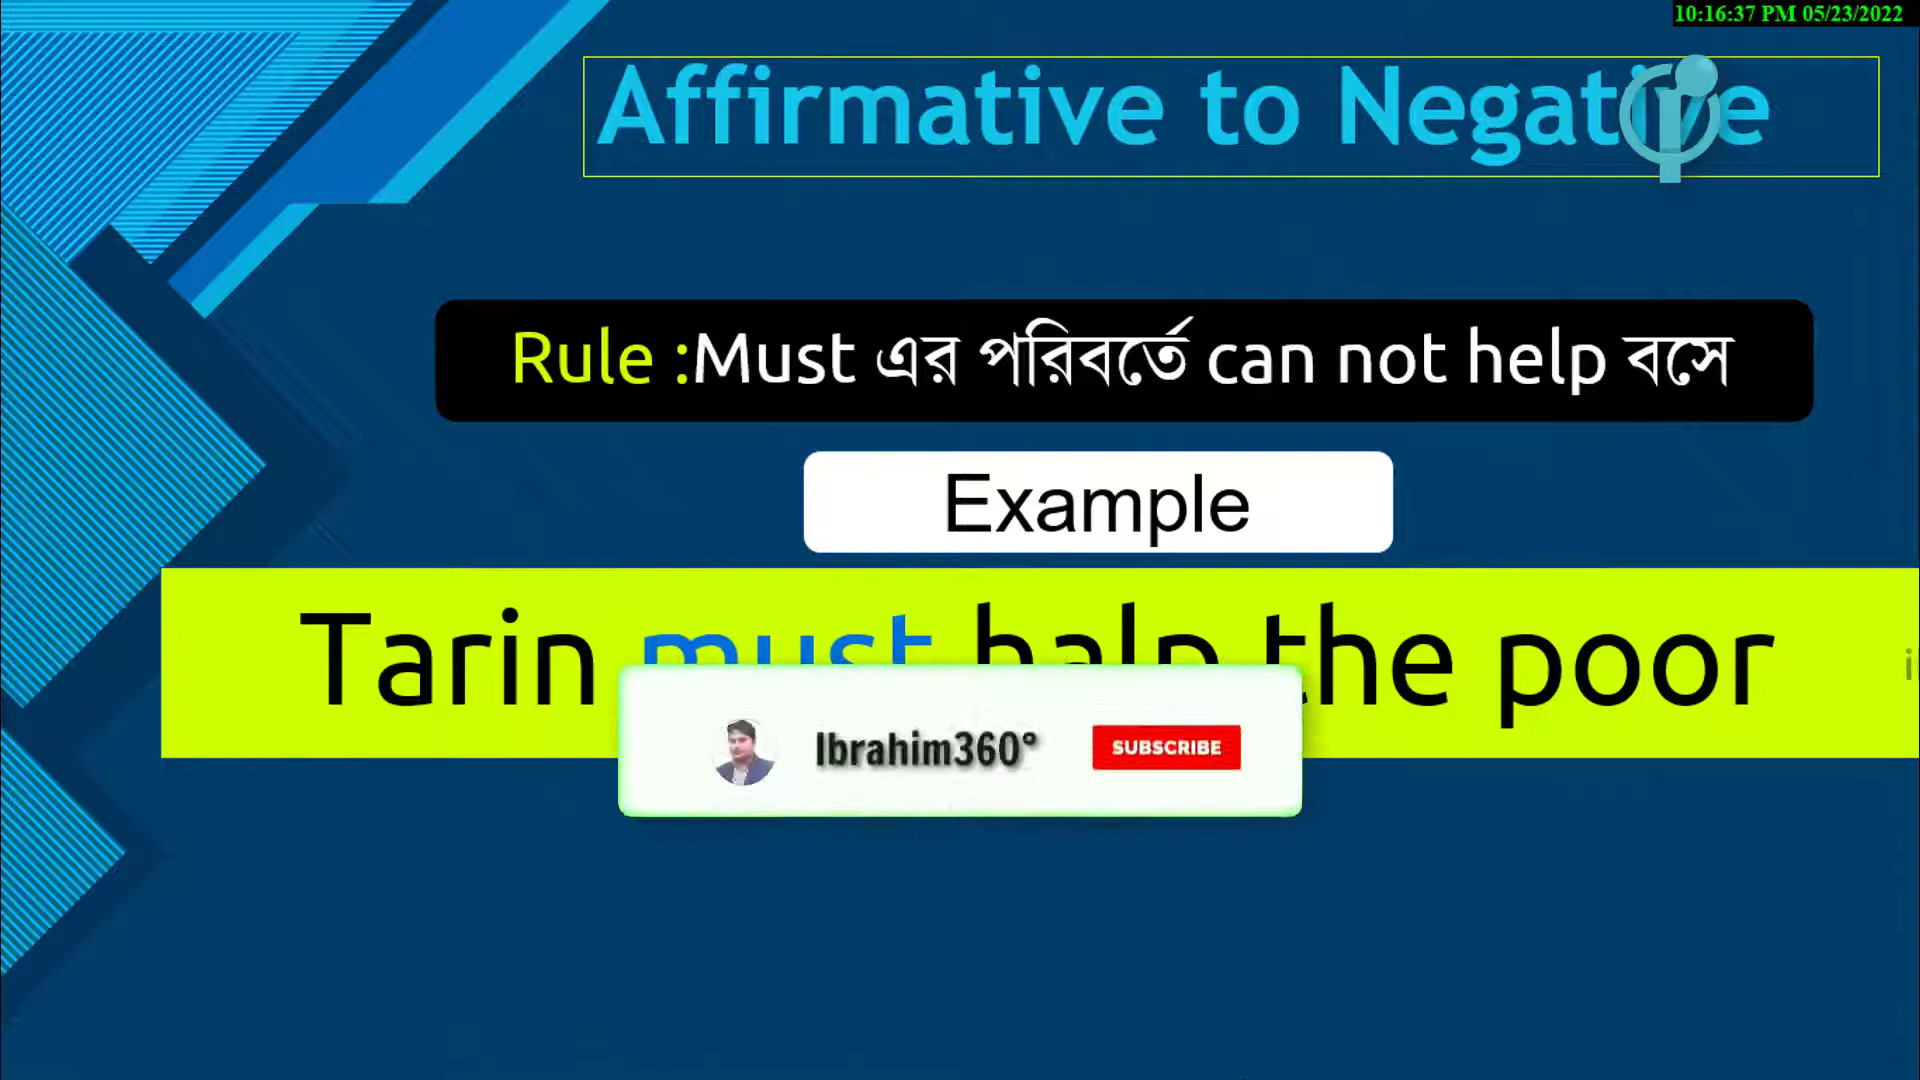 10:16:37 PM 05/23/2022
Affirmative to Negative
Rule :Must এর পরিবর্তে can not help বসে
Example
Tarin must the poor
Ibrahim360°
SUBSCRIBE